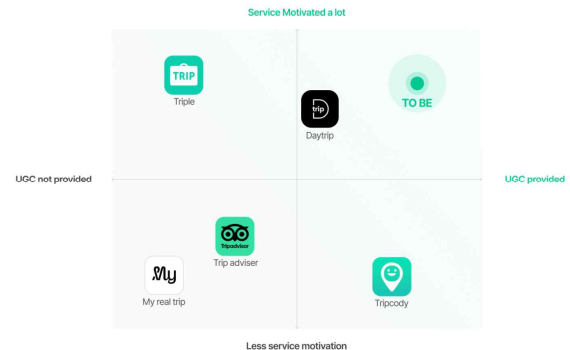 Service Motivated a lot
TRIP
Triple
trip
Daytrip
TO BE
UGC not provided
UGC provided
Tripadvisor
Trip adviser
My
My real trip
Tripcody
Less service motivation